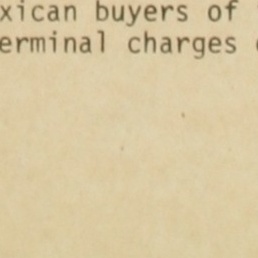 xican buyers of
erminal charges